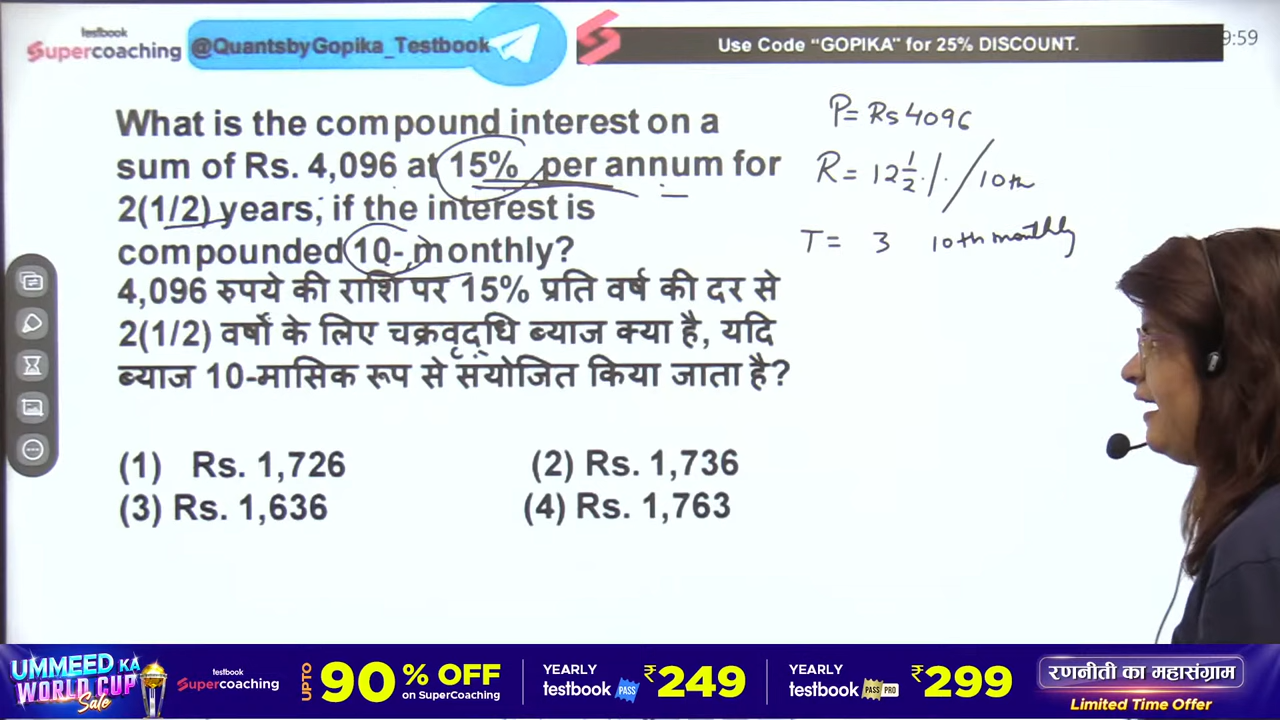 testbook
Supercoaching
@QuantsbyGopika_Testbook
Use Code “GOPIKA” for 25% DISCOUNT.
9:59
What is the compound interest on a
sum of Rs. 4,096 at 15% per annum for
2(1/2) years, if the interest is
compounded 10-monthly?
4,096 रुपये की राशि पर 15% प्रति वर्ष की दर से
2(1/2) वर्षों के लिए चक्रवृद्धि ब्याज क्या है, यदि
ब्याज 10-मासिक रूप से संयोजित किया जाता है?
(1) Rs. 1,726
(2) Rs. 1,736
(3) Rs. 1,636
(4) Rs. 1,763
P= Rs 4096
R= 12 1/2 % / 10th
T= 3 10th monthly
UMMEED KA
WORLD CUP
Sale
testbook
Supercoaching
UPTO
90% OFF
on SuperCoaching
YEARLY
testbook PASS
₹249
YEARLY
testbook PASS PRO
₹299
रणनीती का महासंग्राम
Limited Time Offer